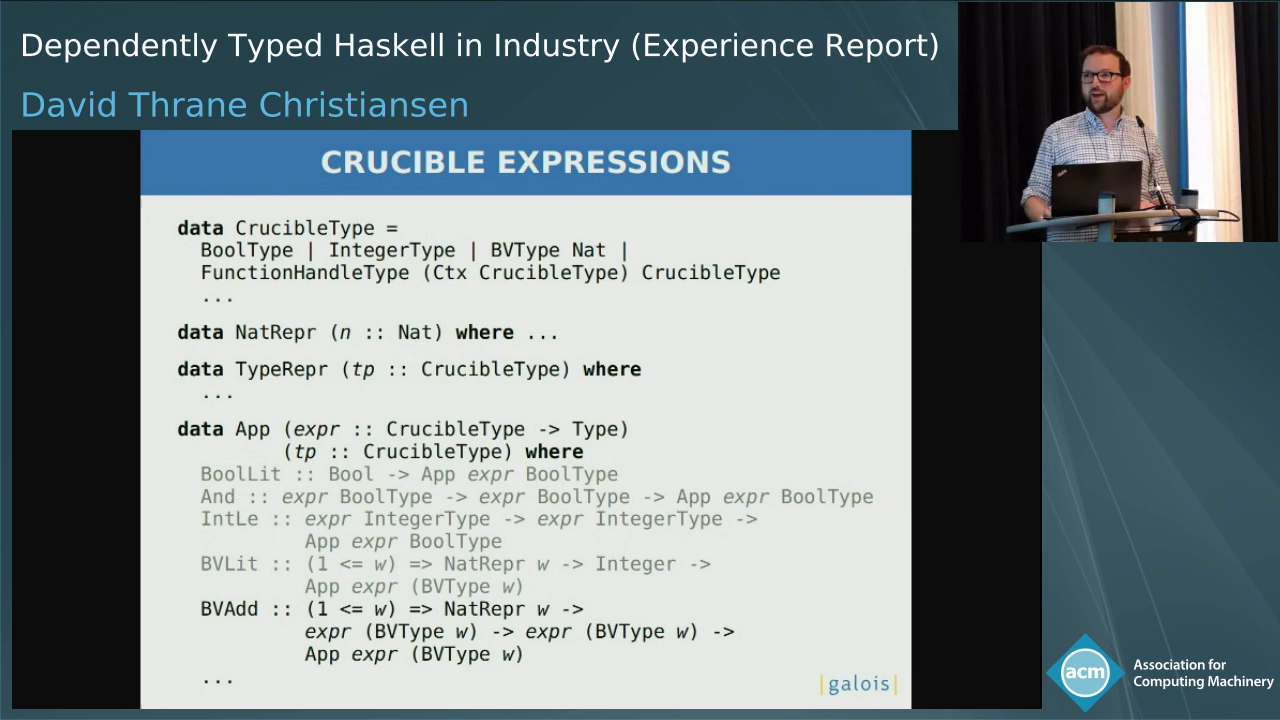 Dependently Typed Haskell in Industry (Experience Report)
David Thrane Christiansen
CRUCIBLE EXPRESSIONS
data CrucibleType =
BoolType | IntegerType | BVType Nat |
FunctionHandleType (Ctx CrucibleType) CrucibleType
...
data NatRepr (n :: Nat) where ...
data TypeRepr (tp :: CrucibleType) where
...
data App (expr :: CrucibleType -> Type)
(tp :: CrucibleType) where
BoolLit :: Bool -> App expr BoolType
And :: expr BoolType -> expr BoolType -> App expr BoolType
IntLe :: expr IntegerType -> expr IntegerType ->
App expr BoolType
BVLit :: (1 <= w) => NatRepr w -> Integer ->
App expr (BVType w)
BVAdd :: (1 <= w) => NatRepr w ->
expr (BVType w) -> expr (BVType w) ->
App expr (BVType w)
...
|galois|
acm
Association for
Computing Machinery